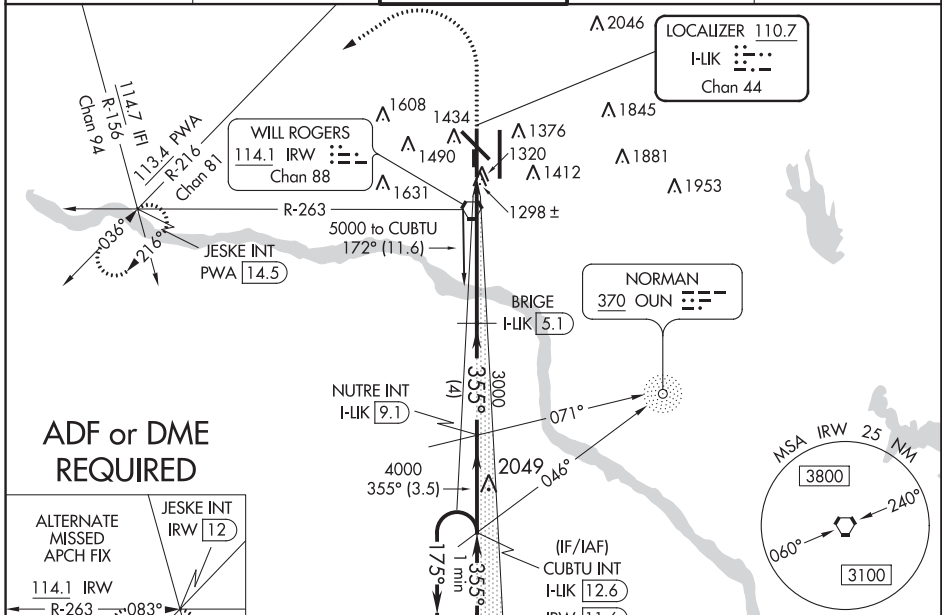 2046
LOCALIZER 110.7
I-LIK
Chan 44
114.7 IFI
R-156
Chan 94
113.4 PWA
R-216
Chan 81
WILL ROGERS
114.1 IRW
Chan 88
1608
1434
1490
1631
1376
1320
1412
1298 ±
1845
1881
1953
R-263
036°
216°
JESKE INT
PWA 14.5
5000 to CUBTU
172° (11.6)
NORMAN
370 OUN
BRIGE
I-LIK 5.1
3000
355°
(4)
NUTRE INT
I-LIK 9.1
071°
046°
ADF or DME
REQUIRED
4000
355° (3.5)
2049
MSA IRW 25 NM
3800
240°
060°
3100
ALTERNATE
MISSED
APCH FIX
JESKE INT
IRW 12
114.1 IRW
R-263
083°
175°
1 min
355°
(IF/IAF)
CUBTU INT
I-LIK 12.6
IRW 11.6